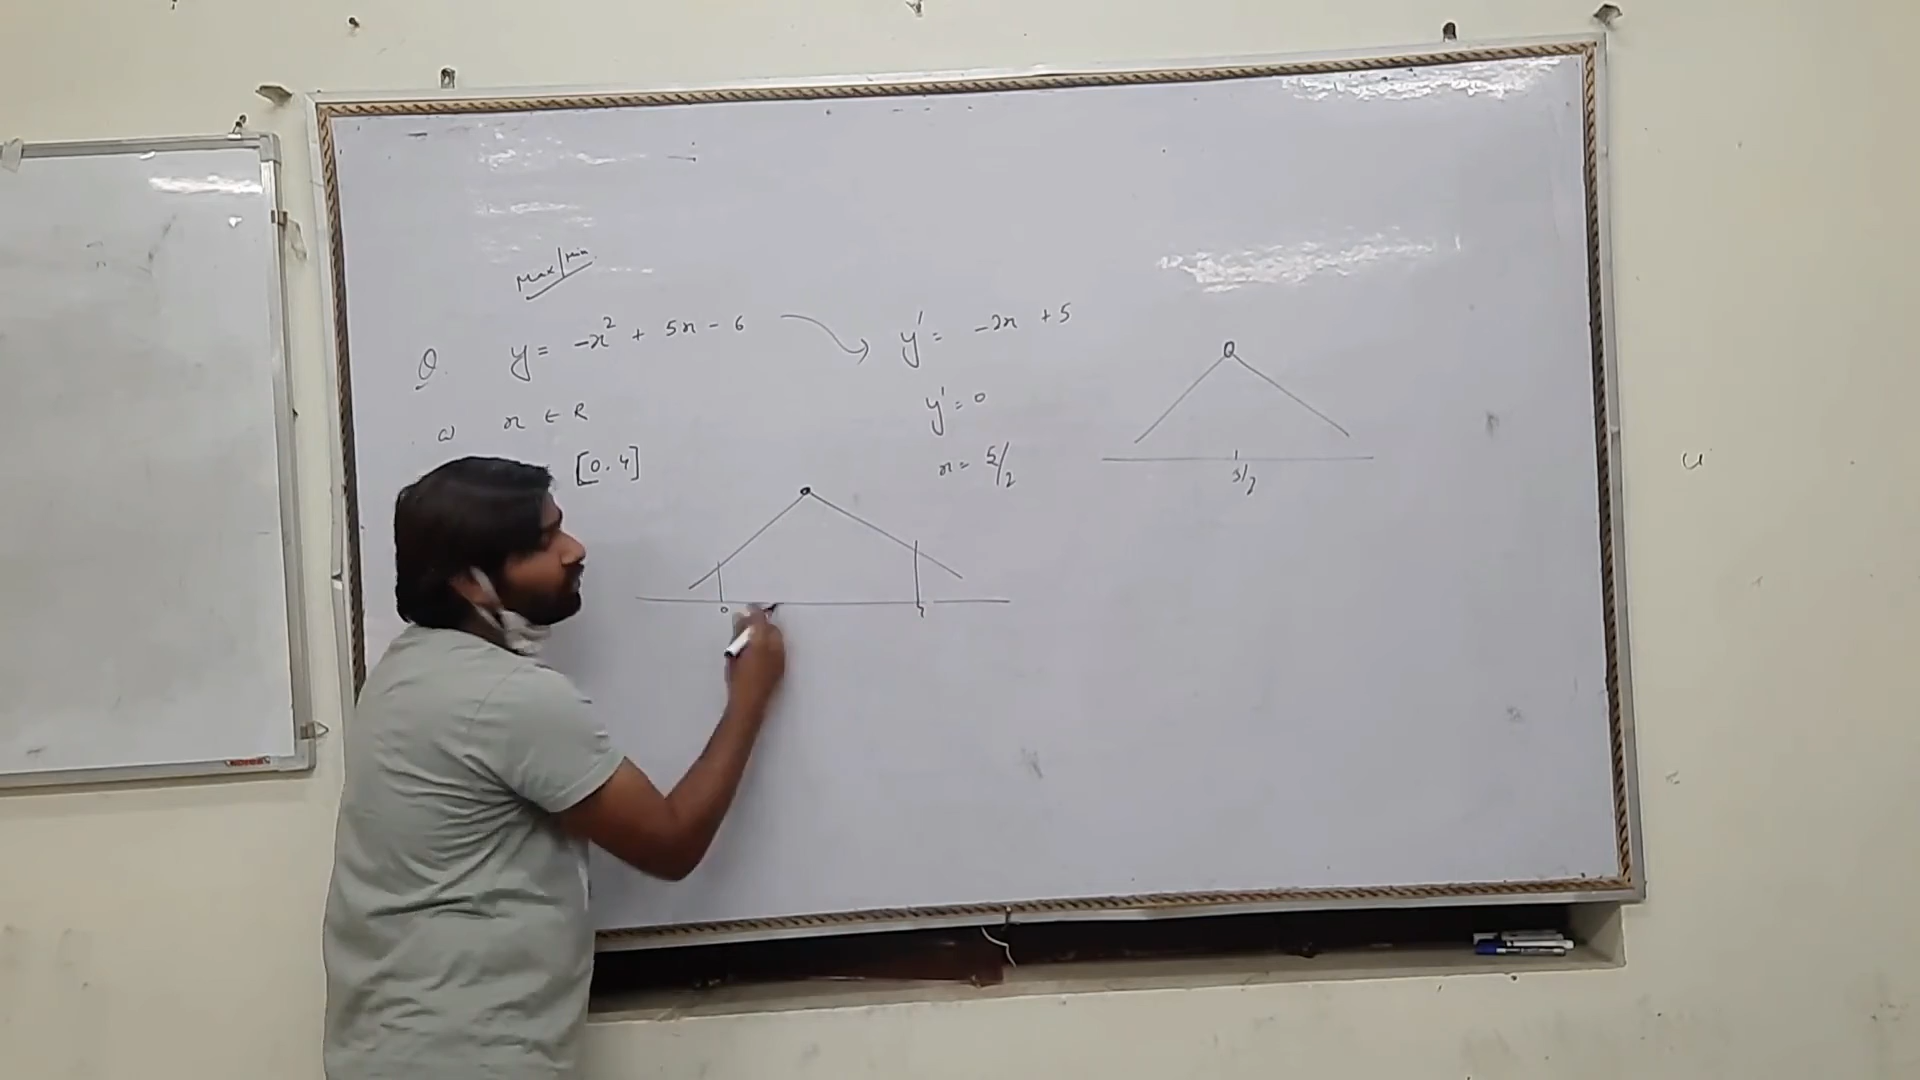 Max/Min.
Q. y = -x² + 5x - 6
y' = -2x + 5
y' = 0
a) x ∈ R
x = 5/2
[0, 4]
5/2
0 4